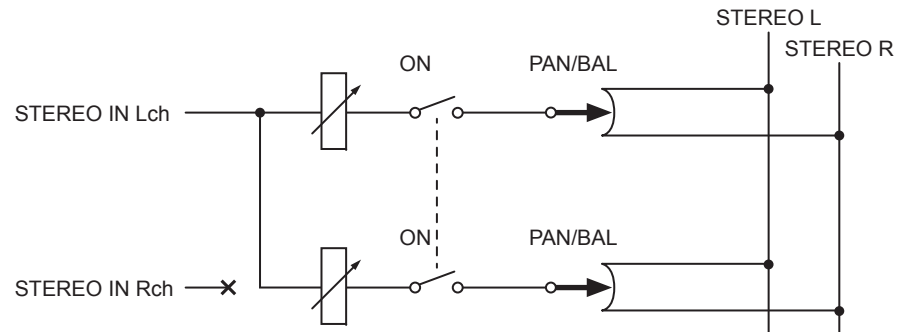 STEREO L
STEREO R
ON
PAN/BAL
STEREO IN Lch
ON
PAN/BAL
STEREO IN Rch